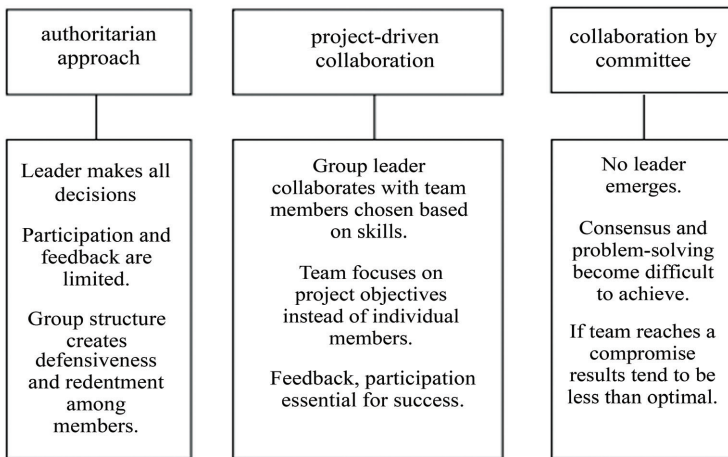 authoritarian
approach
Leader makes all
decisions
Participation and
feedback are
limited.
Group structure
creates
defensiveness
and redentment
among
members.
project-driven
collaboration
Group leader
collaborates with team
members chosen based
on skills.
Team focuses on
project objectives
instead of individual
members.
Feedback, participation
essential for success.
collaboration by
committee
No leader
emerges.
Consensus and
problem-solving
become difficult
to achieve.
If team reaches a
compromise
results tend to be
less than optimal.